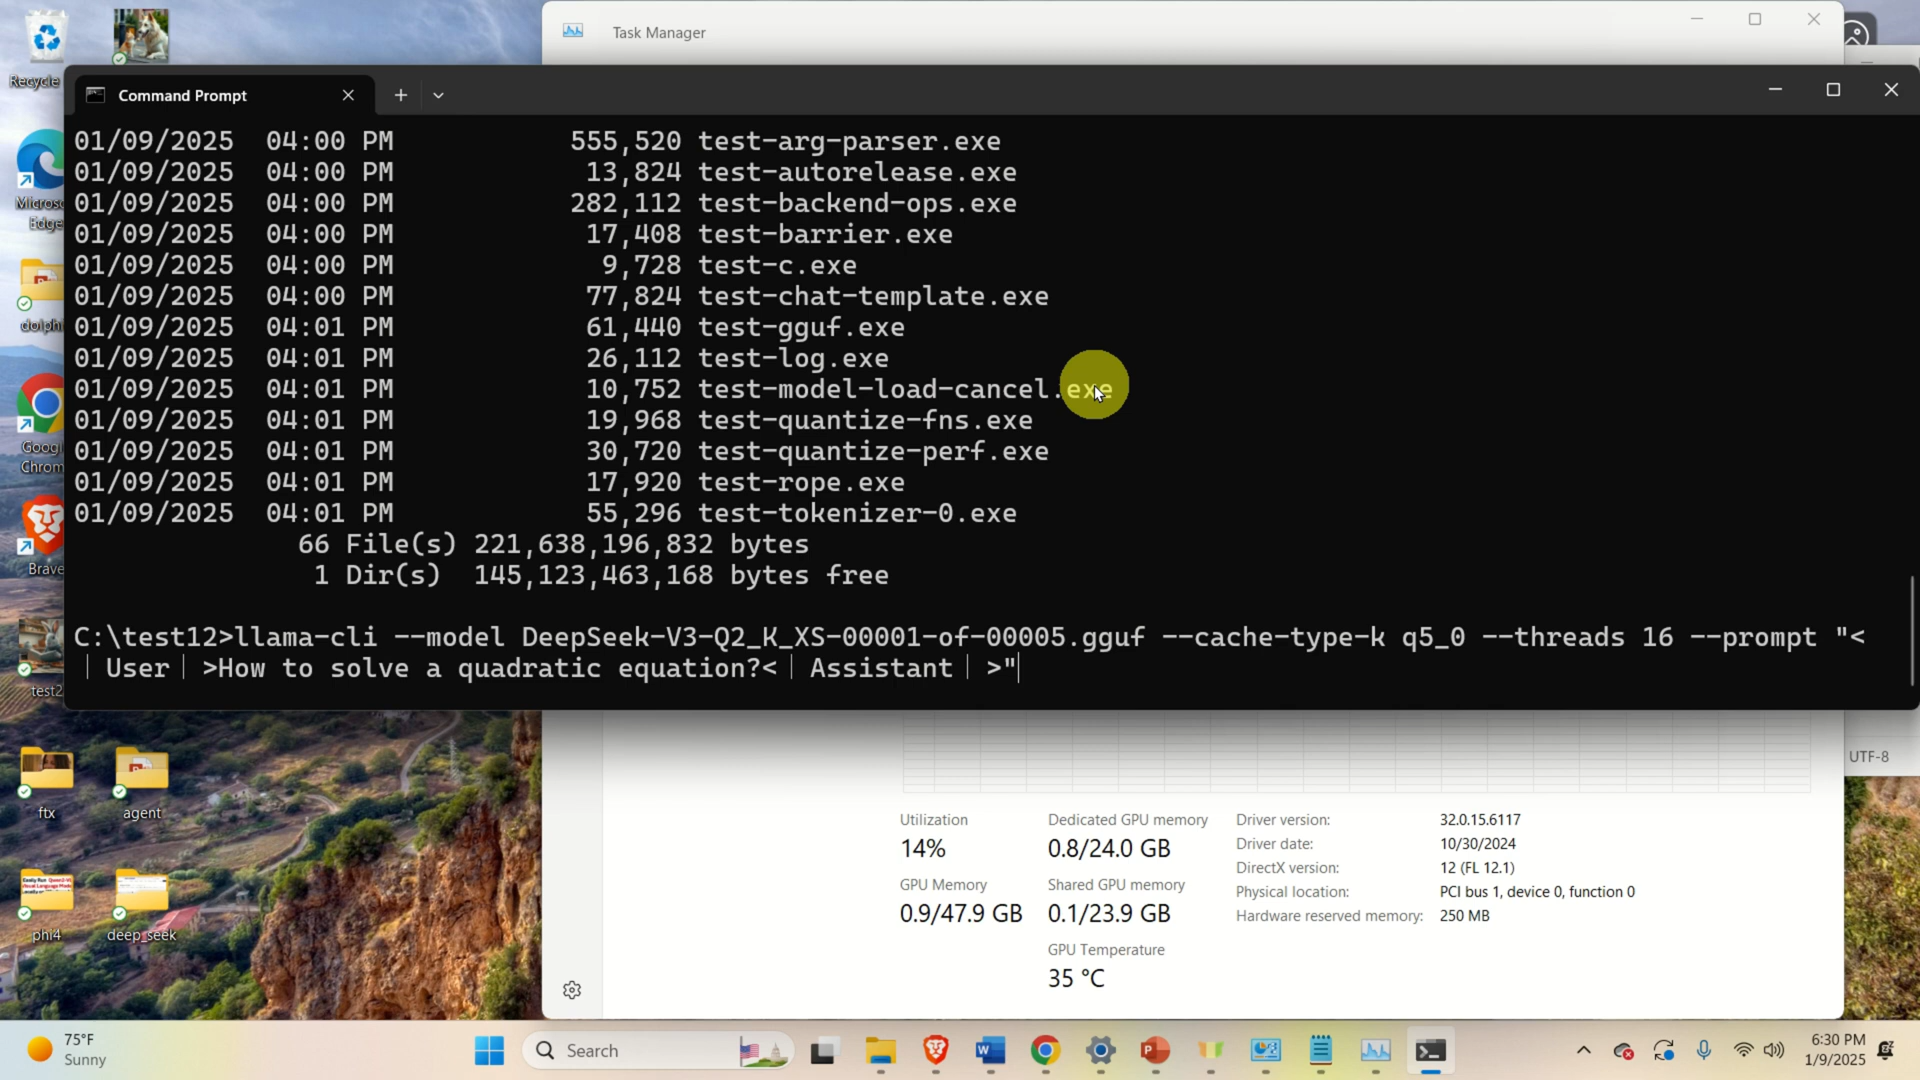 Task Manager
Recycle
Command Prompt
01/09/2025  04:00 PM           555,520 test-arg-parser.exe
01/09/2025  04:00 PM            13,824 test-autorelease.exe
01/09/2025  04:00 PM           282,112 test-backend-ops.exe
01/09/2025  04:00 PM            17,408 test-barrier.exe
01/09/2025  04:00 PM             9,728 test-c.exe
01/09/2025  04:00 PM            77,824 test-chat-template.exe
01/09/2025  04:01 PM            61,440 test-gguf.exe
01/09/2025  04:01 PM            26,112 test-log.exe
01/09/2025  04:01 PM            10,752 test-model-load-cancel.exe
01/09/2025  04:01 PM            19,968 test-quantize-fns.exe
01/09/2025  04:01 PM            30,720 test-quantize-perf.exe
01/09/2025  04:01 PM            17,920 test-rope.exe
01/09/2025  04:01 PM            55,296 test-tokenizer-0.exe
66 File(s) 221,638,196,832 bytes
1 Dir(s)  145,123,463,168 bytes free
C:\test12>llama-cli --model DeepSeek-V3-Q2_K_XS-00001-of-00005.gguf --cache-type-k q5_0 --threads 16 --prompt "<
｜User｜>How to solve a quadratic equation?<｜Assistant｜>"
Micros
Edge
dolphi
Googl
Chrom
Brave
test2
ftx
agent
phi4
deep_seek
UTF-8
Utilization
14%
Dedicated GPU memory
0.8/24.0 GB
GPU Memory
0.9/47.9 GB
Shared GPU memory
0.1/23.9 GB
GPU Temperature
35 °C
Driver version: 32.0.15.6117
Driver date: 10/30/2024
DirectX version: 12 (FL 12.1)
Physical location: PCI bus 1, device 0, function 0
Hardware reserved memory: 250 MB
75°F
Sunny
Search
6:30 PM
1/9/2025